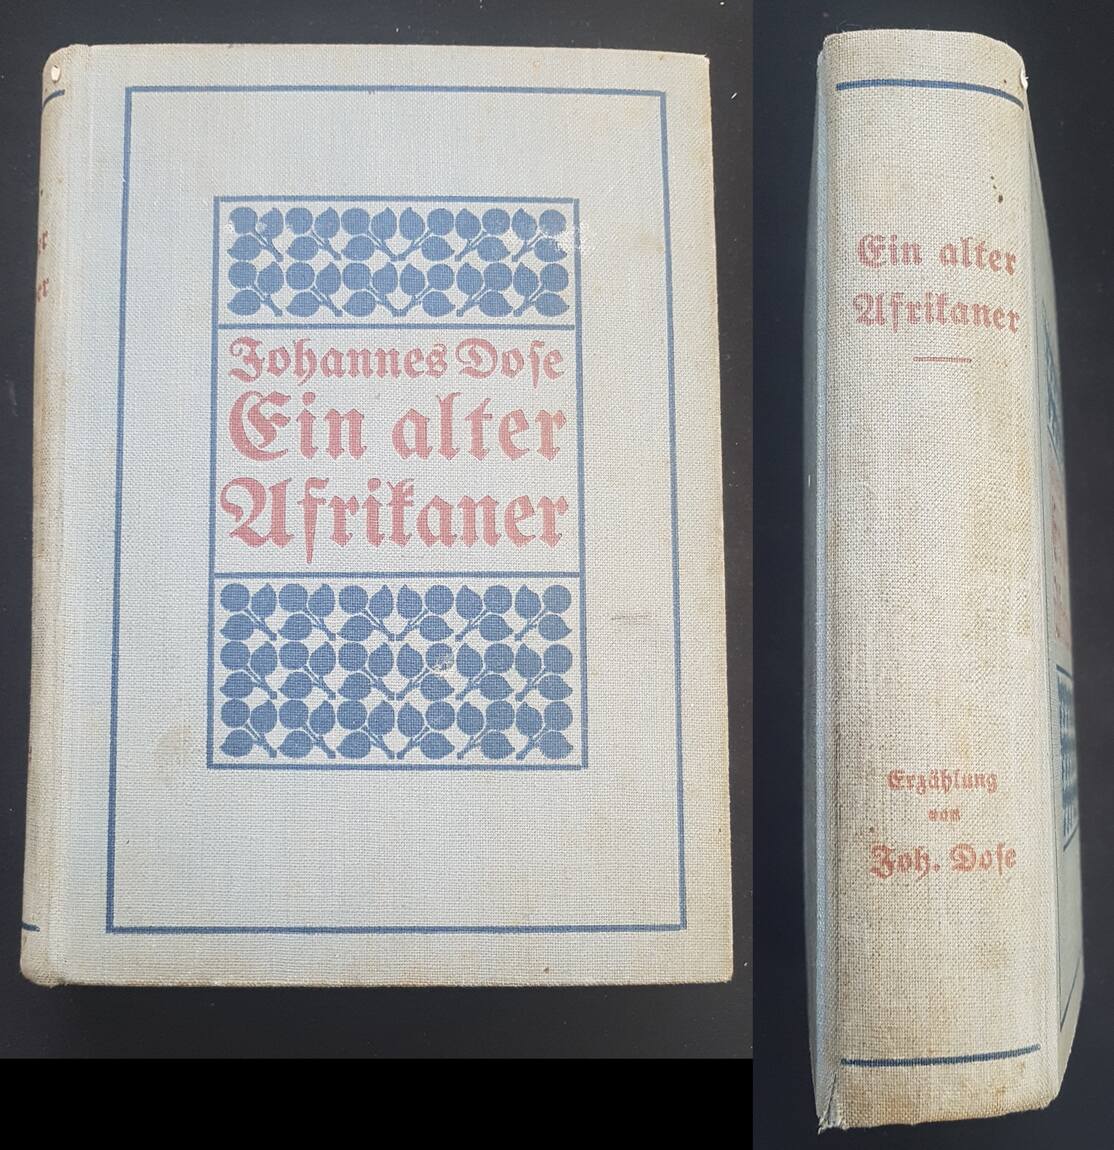 Johannes Dose
Ein alter
Afrikaner
Ein alter
Afrikaner
Erzählung
von
Joh. Dose